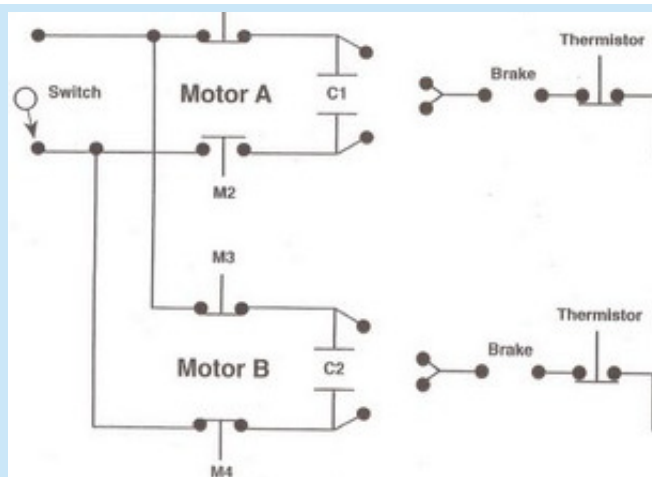 Thermistor
Brake
Switch
Motor A
C1
M2
M3
Thermistor
Brake
Motor B
C2
M4